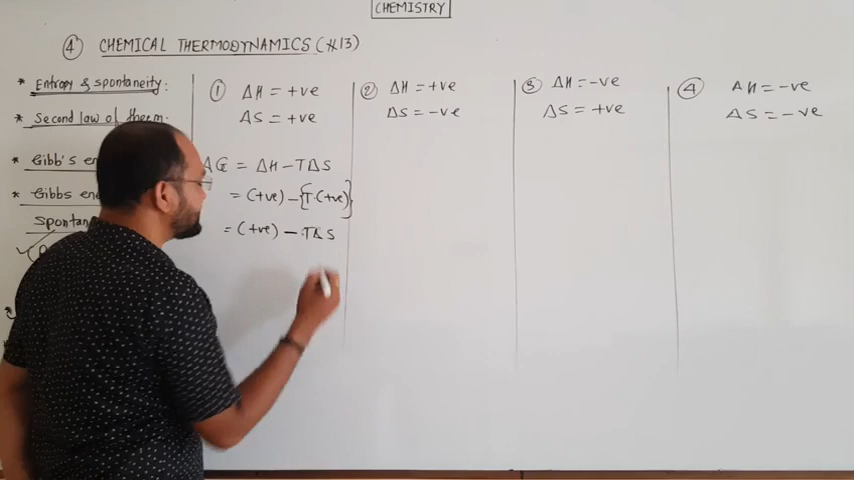 CHEMISTRY
④ CHEMICAL THERMODYNAMICS (#13)
* Entropy & spontaneity:
* Second law of therm.
* Gibb's en
* Gibbs ene
Spontan
① ΔH = +ve
ΔS = +ve
ΔG = ΔH - TΔS
= (+ve) - {T.(+ve)}
= (+ve) - TΔS
② ΔH = +ve
ΔS = -ve
③ ΔH = -ve
ΔS = +ve
④ ΔH = -ve
ΔS = -ve